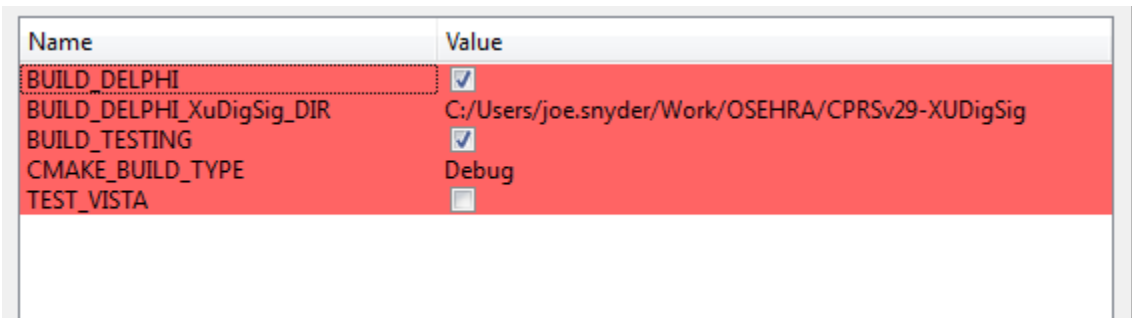 Name Value
BUILD_DELPHI
BUILD_DELPHI_XuDigSig_DIR C:/Users/joe.snyder/Work/OSEHRA/CPRSv29-XUDigSig
BUILD_TESTING
CMAKE_BUILD_TYPE Debug
TEST_VISTA